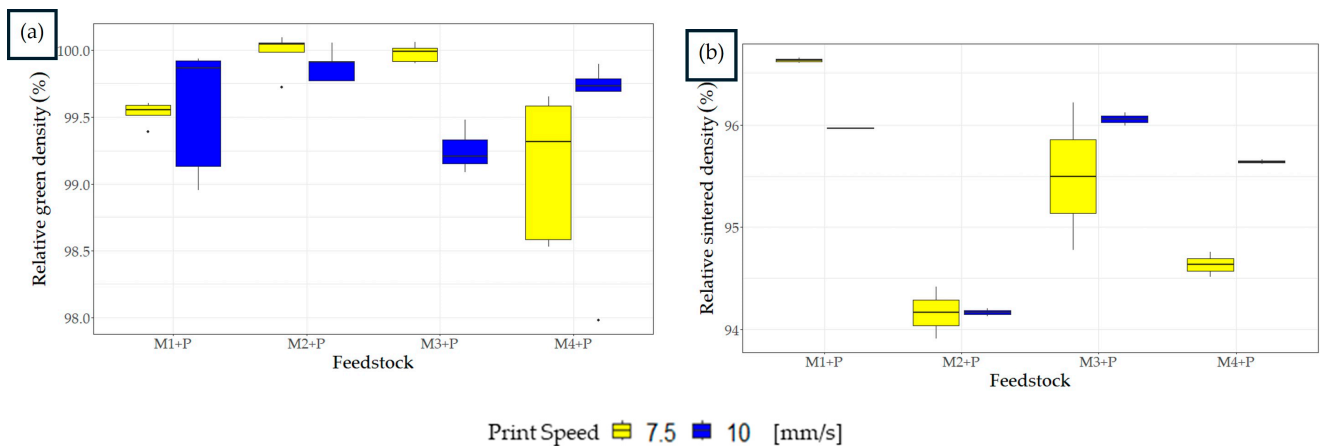 (a)
Relative green density (%)
100.0
99.5
99.0
98.5
98.0
M1+P M2+P M3+P M4+P
Feedstock
(b)
Relative sintered density (%)
96
95
94
M1+P M2+P M3+P M4+P
Feedstock
Print Speed 7.5 10 [mm/s]